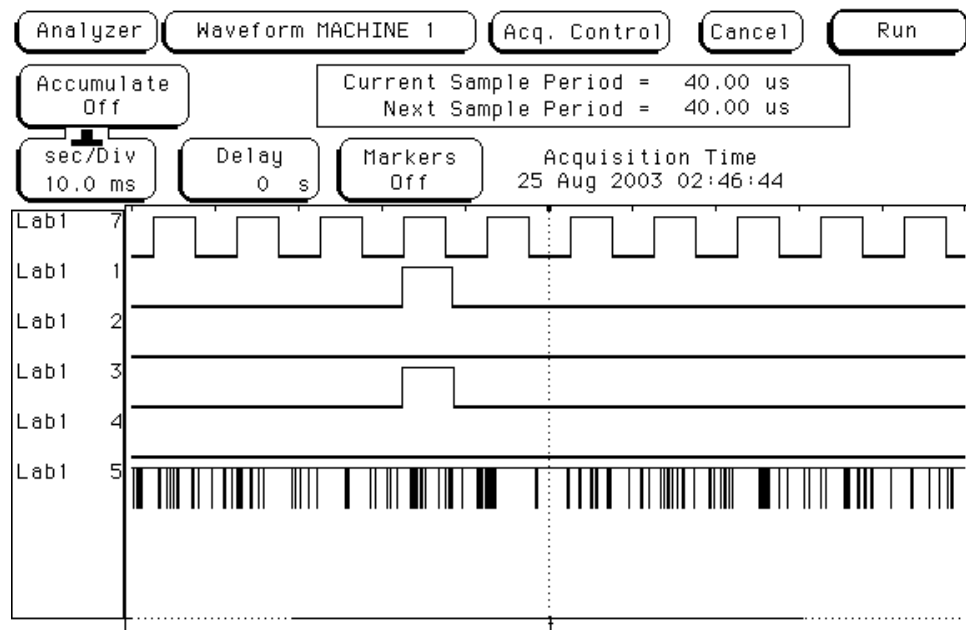 Analyzer Waveform MACHINE 1 Acq. Control Cancel Run
Accumulate
Off
Current Sample Period = 40.00 us
Next Sample Period = 40.00 us
sec/Div
10.0 ms
Delay
0 s
Markers
Off
Acquisition Time
25 Aug 2003 02:46:44
Lab1 7
Lab1 1
Lab1 2
Lab1 3
Lab1 4
Lab1 5